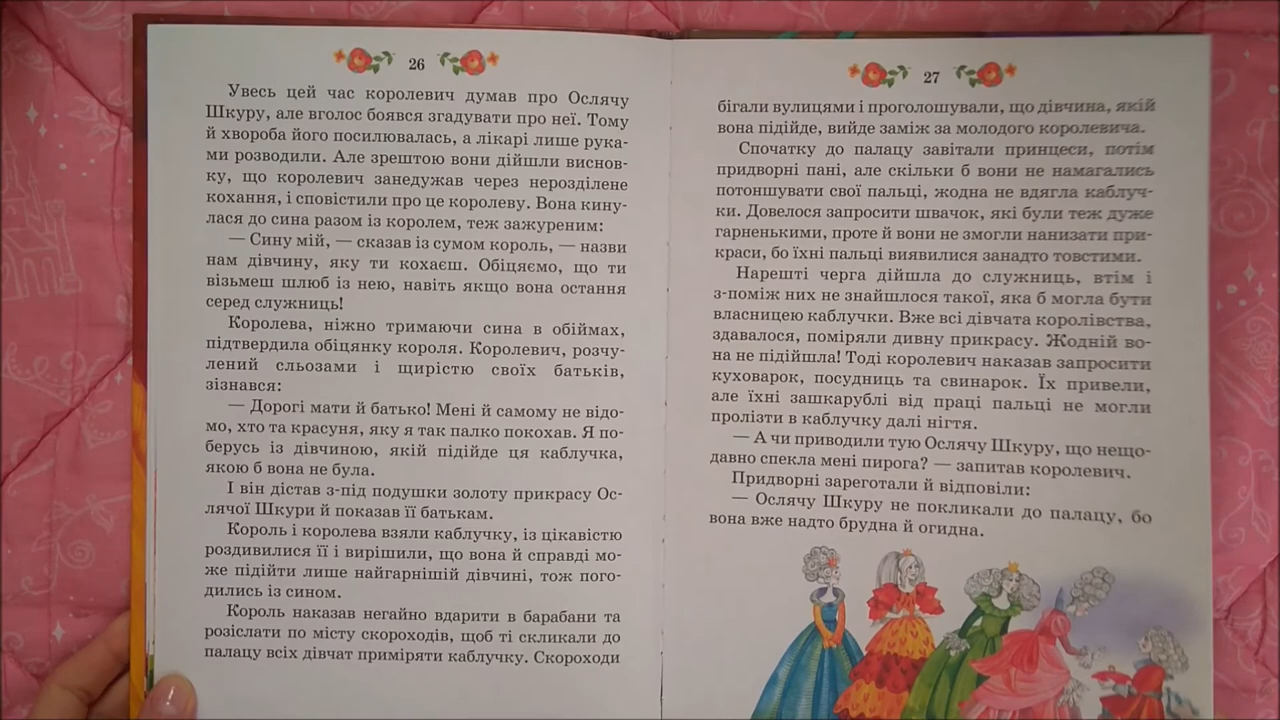 26
Увесь цей час королевич думав про Ослячу
Шкуру, але вголос боявся згадувати про неї. Тому
й хвороба його посилювалась, а лікарі лише рука-
ми розводили. Але зрештою вони дійшли виснов-
ку, що королевич занедужав через нерозділене
кохання, і сповістили про це королеву. Вона кину-
лася до сина разом із королем, теж зажуреним:
— Сину мій, — сказав із сумом король, — назви
нам дівчину, яку ти кохаєш. Обіцяємо, що ти
візьмеш шлюб із нею, навіть якщо вона остання
серед служниць!
Королева, ніжно тримаючи сина в обіймах,
підтвердила обіцянку короля. Королевич, розчу-
лений сльозами і щирістю своїх батьків,
зізнався:
— Дорогі мати й батько! Мені й самому не відо-
мо, хто та красуня, яку я так палко покохав. Я по-
берусь із дівчиною, якій підійде ця каблучка,
якою б вона не була.
І він дістав з-під подушки золоту прикрасу Ос-
лячої Шкури й показав її батькам.
Король і королева взяли каблучку, із цікавістю
роздивилися її і вирішили, що вона й справді мо-
же підійти лише найгарнішій дівчині, тож пого-
дились із сином.
Король наказав негайно вдарити в барабани та
розіслати по місту скороходів, щоб ті скликали до
палацу всіх дівчат приміряти каблучку. Скороходи
27
бігали вулицями і проголошували, що дівчина, якій
вона підійде, вийде заміж за молодого королевича.
Спочатку до палацу завітали принцеси, потім
придворні пані, але скільки б вони не намагались
потоншувати свої пальці, жодна не вдягла каблуч-
ки. Довелося запросити швачок, які були теж дуже
гарненькими, проте й вони не змогли нанизати при-
краси, бо їхні пальці виявилися занадто товстими.
Нарешті черга дійшла до служниць, втім і
з-поміж них не знайшлося такої, яка б могла бути
власницею каблучки. Вже всі дівчата королівства,
здавалося, поміряли дивну прикрасу. Жодній во-
на не підійшла! Тоді королевич наказав запросити
куховарок, посудниць та свинарок. Їх привели,
але їхні зашкарублі від праці пальці не могли
пролізти в каблучку далі нігтя.
— А чи приводили тую Ослячу Шкуру, що нещо-
давно спекла мені пирога? — запитав королевич.
Придворні зареготали й відповіли:
— Ослячу Шкуру не покликали до палацу, бо
вона вже надто брудна й огидна.